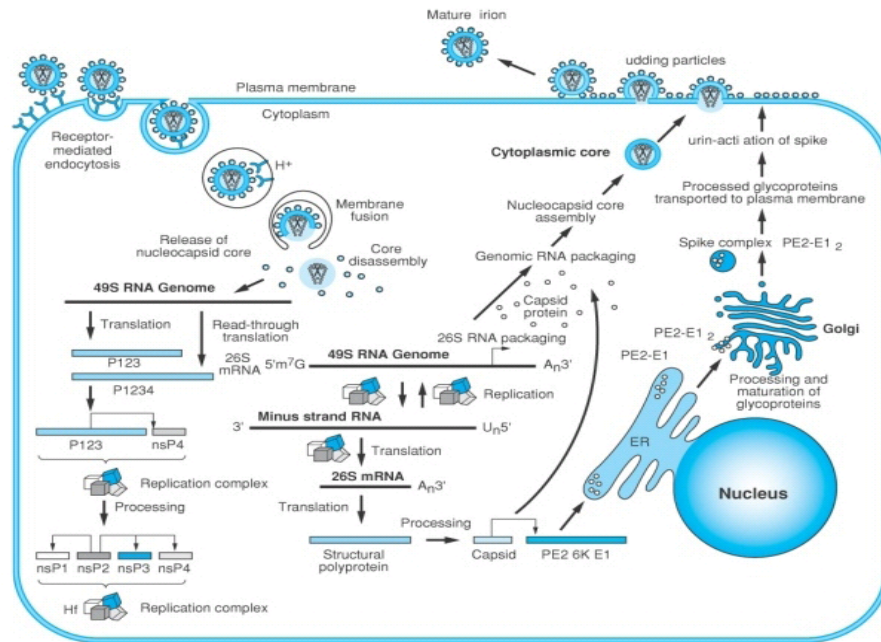 Mature irion
udding particles
Plasma membrane
Cytoplasm
Receptor-
mediated
endocytosis
H+
urin-acti ation of spike
Cytoplasmic core
Membrane
fusion
Processed glycoproteins
transported to plasma membrane
Nucleocapsid core
assembly
Release of
nucleocapsid core
Core
disassembly
Spike complex PE2-E1 2
Genomic RNA packaging
49S RNA Genome
Capsid
protein
Translation
Read-through
translation
26S RNA packaging
PE2-E1 2
Golgi
P123
26S
mRNA
5'm7G
49S RNA Genome
An3'
PE2-E1
P1234
Replication
Processing and
maturation of
glycoproteins
Minus strand RNA
3'
Un5'
P123
nsP4
Translation
ER
26S mRNA
An3'
Replication complex
Nucleus
Processing
Translation
Processing
Structural
polyprotein
Capsid
PE2 6K E1
nsP1
nsP2
nsP3
nsP4
Hf
Replication complex